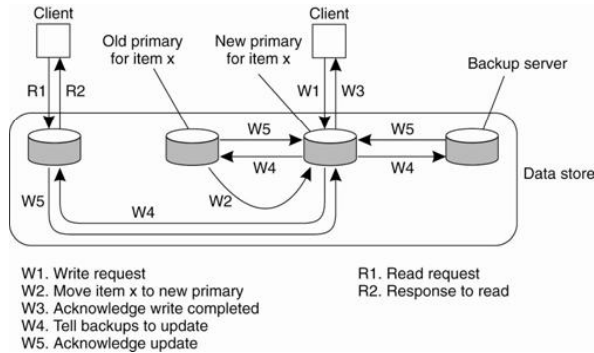 Client
Client
Old primary
for item x
New primary
for item x
Backup server
R1
R2
W1
W3
W5
W5
W4
W4
W2
W5
W4
Data store
W1. Write request
W2. Move item x to new primary
W3. Acknowledge write completed
W4. Tell backups to update
W5. Acknowledge update
R1. Read request
R2. Response to read